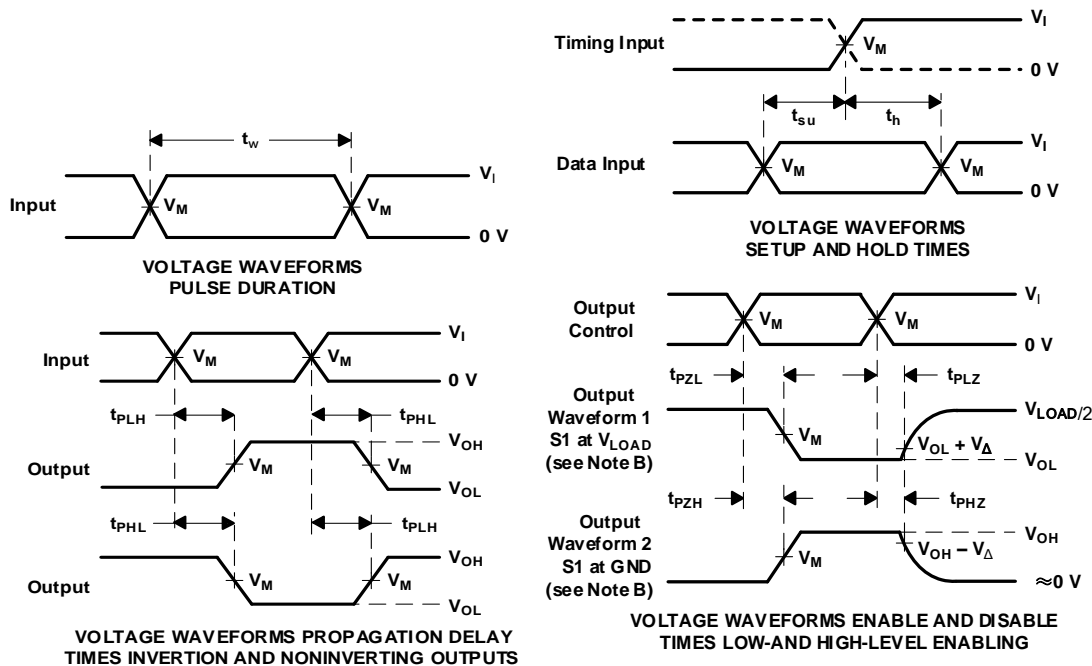 t_w
Input
V_I
V_M
V_M
0 V
VOLTAGE WAVEFORMS
PULSE DURATION
Timing Input
V_I
V_M
0 V
t_su
t_h
Data Input
V_I
V_M
V_M
0 V
VOLTAGE WAVEFORMS
SETUP AND HOLD TIMES
Input
V_I
V_M
V_M
0 V
t_PLH
t_PHL
Output
V_OH
V_M
V_M
V_OL
t_PHL
t_PLH
Output
V_OH
V_M
V_M
V_OL
VOLTAGE WAVEFORMS PROPAGATION DELAY
TIMES INVERTION AND NONINVERTING OUTPUTS
Output
Control
V_I
V_M
V_M
0 V
t_PZL
t_PLZ
Output
Waveform 1
S1 at V_LOAD
(see Note B)
V_LOAD/2
V_M
V_OL + V_Δ
V_OL
t_PZH
t_PHZ
Output
Waveform 2
S1 at GND
(see Note B)
V_OH
V_M
V_OH – V_Δ
≈0 V
VOLTAGE WAVEFORMS ENABLE AND DISABLE
TIMES LOW-AND HIGH-LEVEL ENABLING